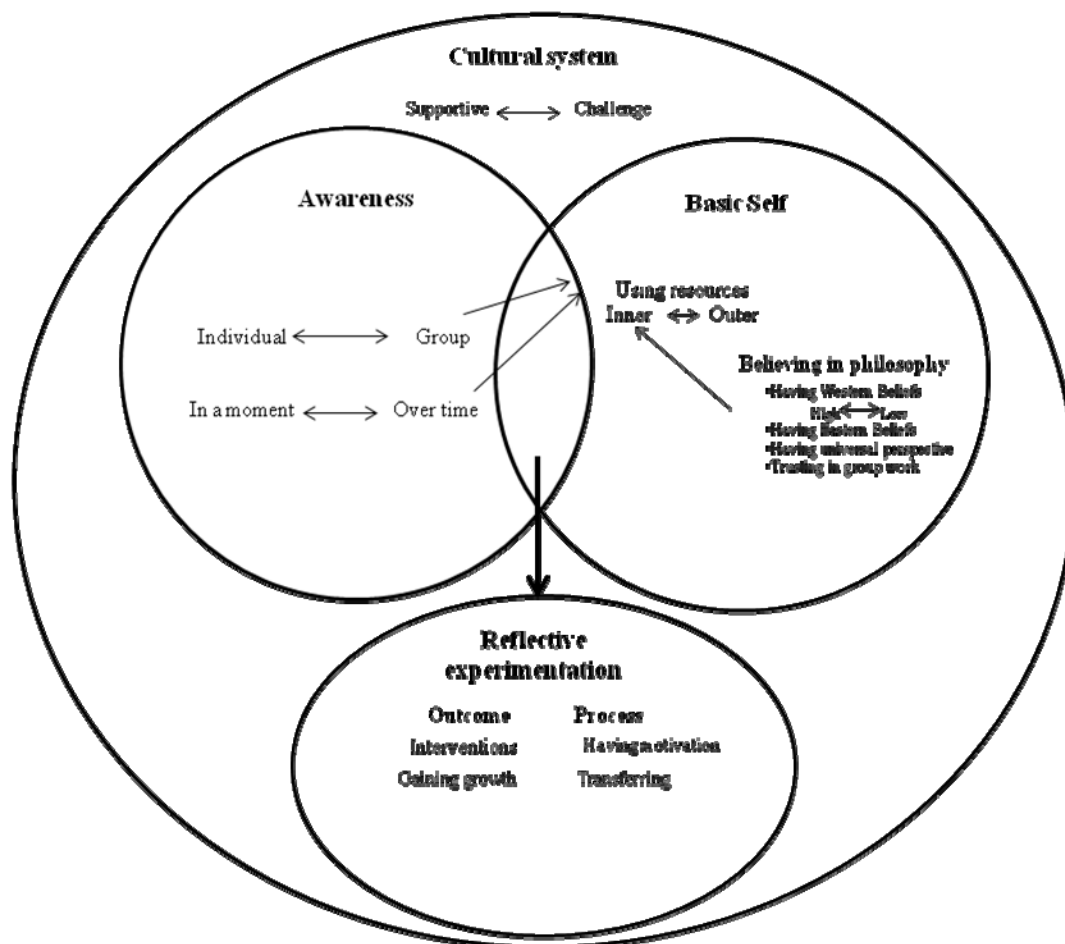 Cultural system
Supportive Challenge
Awareness
Individual Group
In a moment Over time
Basic Self
Using resources
Inner Outer
Believing in philosophy
•Having Western Beliefs
High Low
•Having Eastern Beliefs
•Having universal perspective
•Trusting in group work
Reflective
experimentation
Outcome Process
Interventions Having motivation
Gaining growth Transferring